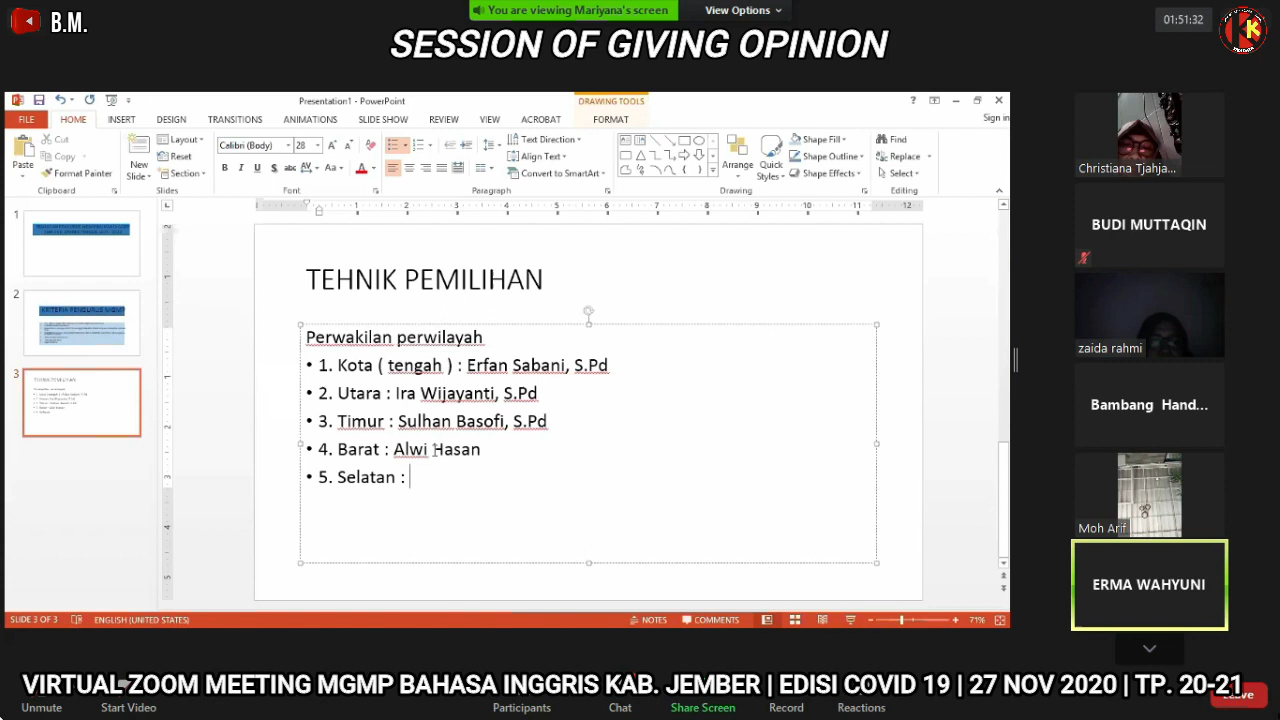 B.M.
You are viewing Mariyana's screen
View Options
01:51:32
SESSION OF GIVING OPINION
Presentation1 - PowerPoint
DRAWING TOOLS
FILE HOME INSERT DESIGN TRANSITIONS ANIMATIONS SLIDE SHOW REVIEW VIEW ACROBAT FORMAT
Sign in
Paste
Cut
Copy
Format Painter
Clipboard
New Slide
Layout
Reset
Section
Slides
Calibri (Body) 28
Font
Text Direction
Align Text
Convert to SmartArt
Paragraph
Arrange
Quick Styles
Shape Fill
Shape Outline
Shape Effects
Drawing
Find
Replace
Select
Editing
1
2
KRITERIK PENGURUS MGMP
3
TEHNIK PEMILIHAN
Perwakilan perwilayah
• 1. Kota ( tengah ) : Erfan Sabani, S.Pd
• 2. Utara : Ira Wijayanti, S.Pd
• 3. Timur : Sulhan Basofi, S.Pd
• 4. Barat : Alwi Hasan
• 5. Selatan :
SLIDE 3 OF 3
ENGLISH (UNITED STATES)
NOTES
COMMENTS
71%
Christiana Tjahja...
BUDI MUTTAQIN
zaida rahmi
Bambang Hand...
Moh Arif
ERMA WAHYUNI
VIRTUAL ZOOM MEETING MGMP BAHASA INGGRIS KAB. JEMBER | EDISI COVID 19 | 27 NOV 2020 | TP. 20-21
Unmute
Start Video
Participants
Chat
Share Screen
Record
Reactions
Leave